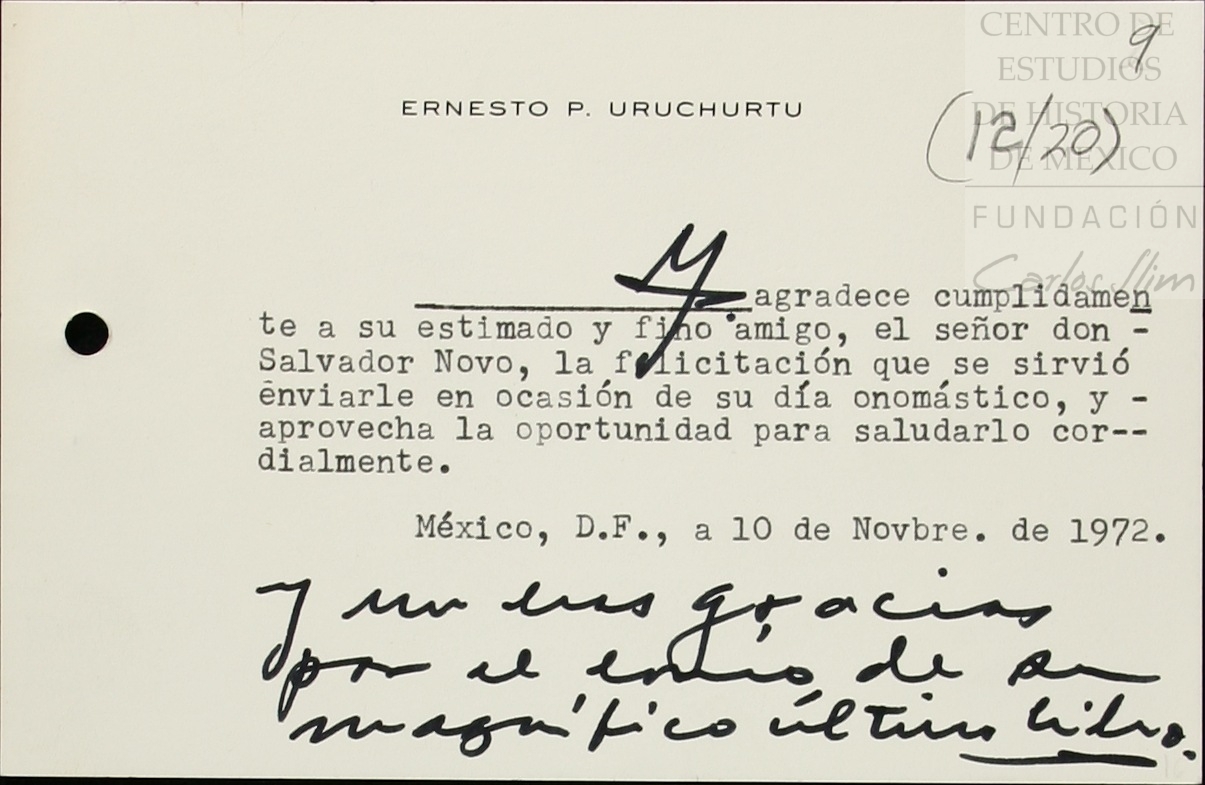 CENTRO DE
ESTUDIOS
DE HISTORIA
DE MÉXICO
FUNDACIÓN
Carlos Slim
9
(12/20)
ERNESTO P. URUCHURTU
agradece cumplidamen
te a su estimado y fino amigo, el señor don -
Salvador Novo, la felicitación que se sirvió
enviarle en ocasión de su día onomástico, y -
aprovecha la oportunidad para saludarlo cor--
dialmente.
México, D.F., a 10 de Novbre. de 1972.
y gracias
por el envío de su
magnífico último libro.